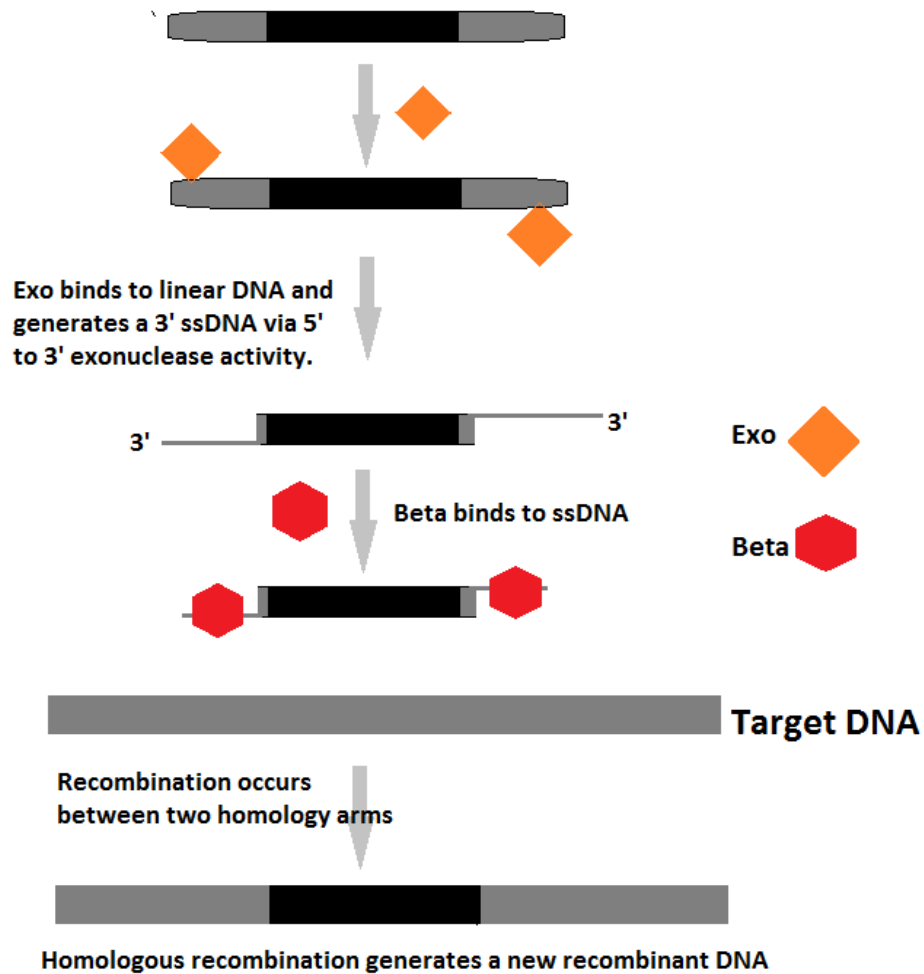 Exo binds to linear DNA and
generates a 3' ssDNA via 5'
to 3' exonuclease activity.
3'
3'
Exo
Beta binds to ssDNA
Beta
Target DNA
Recombination occurs
between two homology arms
Homologous recombination generates a new recombinant DNA